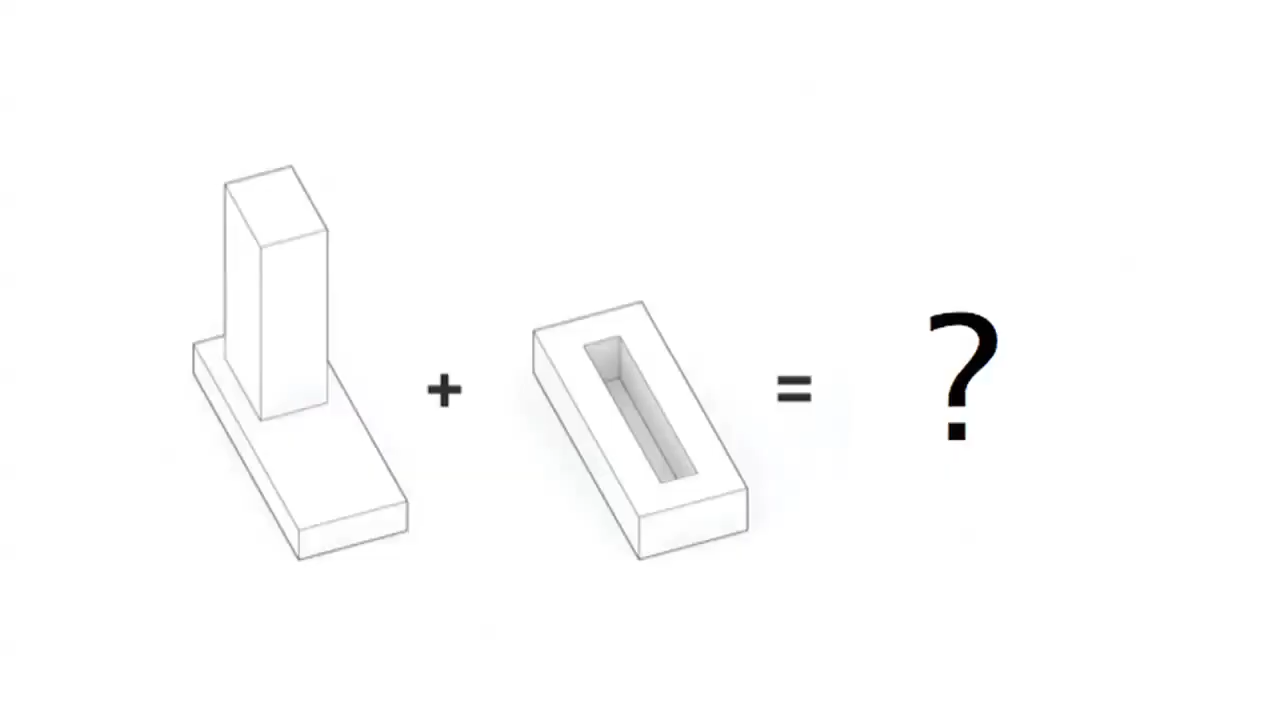 + = ?